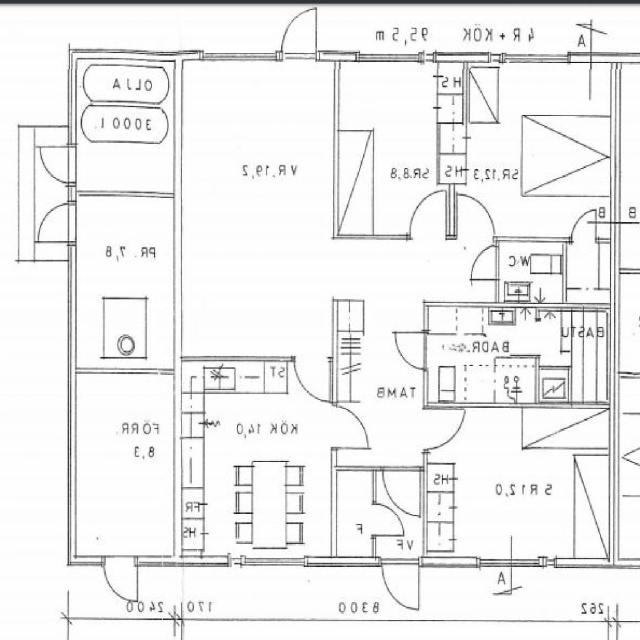 4R + KÖK 95,5 m
A
OLJA
3000 l.
HS
HS
VR.19,2
SR.8,8
SR.12,3
B
B
WC
PR. 7,8
BASTU
BADR.
ST
TAMB
FÖRR.
8,3
KÖK 14,0
HS
SR12,0
FR
HS
F
VF
A
2400
170
8300
262